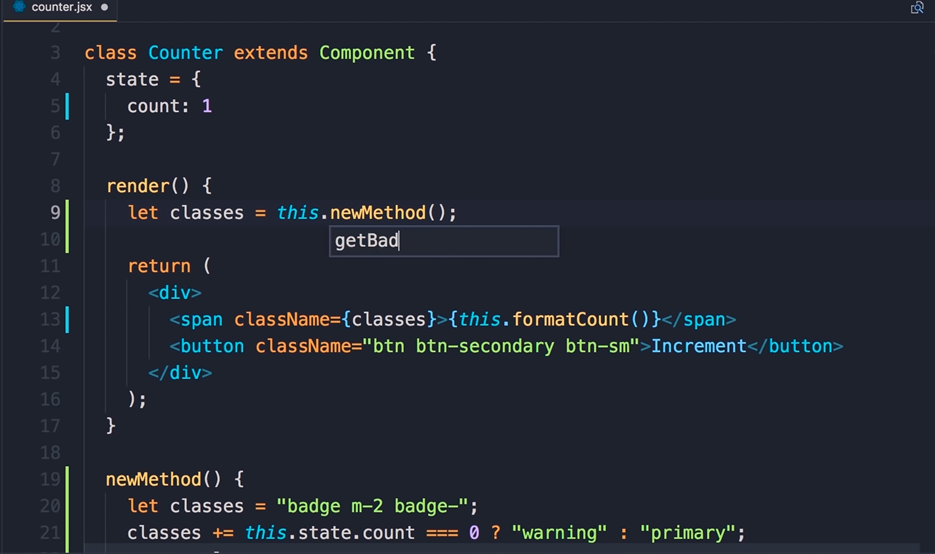 counter.jsx
2
3 class Counter extends Component {
4 state = {
5 count: 1
6 };
7
8 render() {
9 let classes = this.newMethod();
10 getBad
11 return (
12 <div>
13 <span className={classes}>{this.formatCount()}</span>
14 <button className="btn btn-secondary btn-sm">Increment</button>
15 </div>
16 );
17 }
18
19 newMethod() {
20 let classes = "badge m-2 badge-";
21 classes += this.state.count === 0 ? "warning" : "primary";